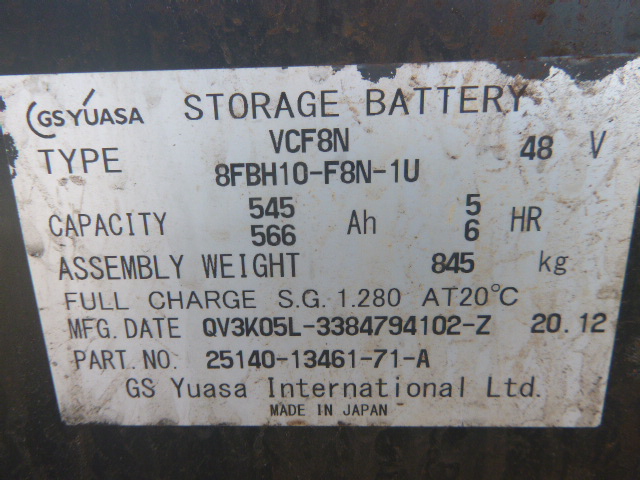 GS YUASA STORAGE BATTERY
TYPE VCF8N 48 V
8FBH10-F8N-1U
CAPACITY 545 Ah 5 HR
566 6
ASSEMBLY WEIGHT 845 kg
FULL CHARGE S.G. 1.280 AT20°C
MFG. DATE QV3K05L-3384794102-Z 20.12
PART. NO. 25140-13461-71-A
GS Yuasa International Ltd.
MADE IN JAPAN